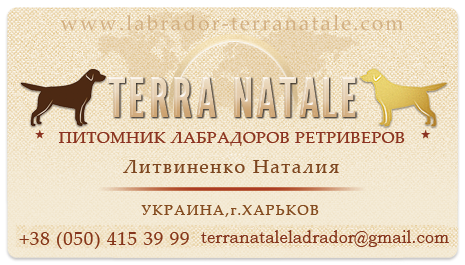 www.labrador-terranatale.com
TERRA NATALE
ПИТОМНИК ЛАБРАДОРОВ РЕТРИВЕРОВ
Литвиненко Наталия
УКРАИНА,г.ХАРЬКОВ
+38 (050) 415 39 99 terranataleladrador@gmail.com